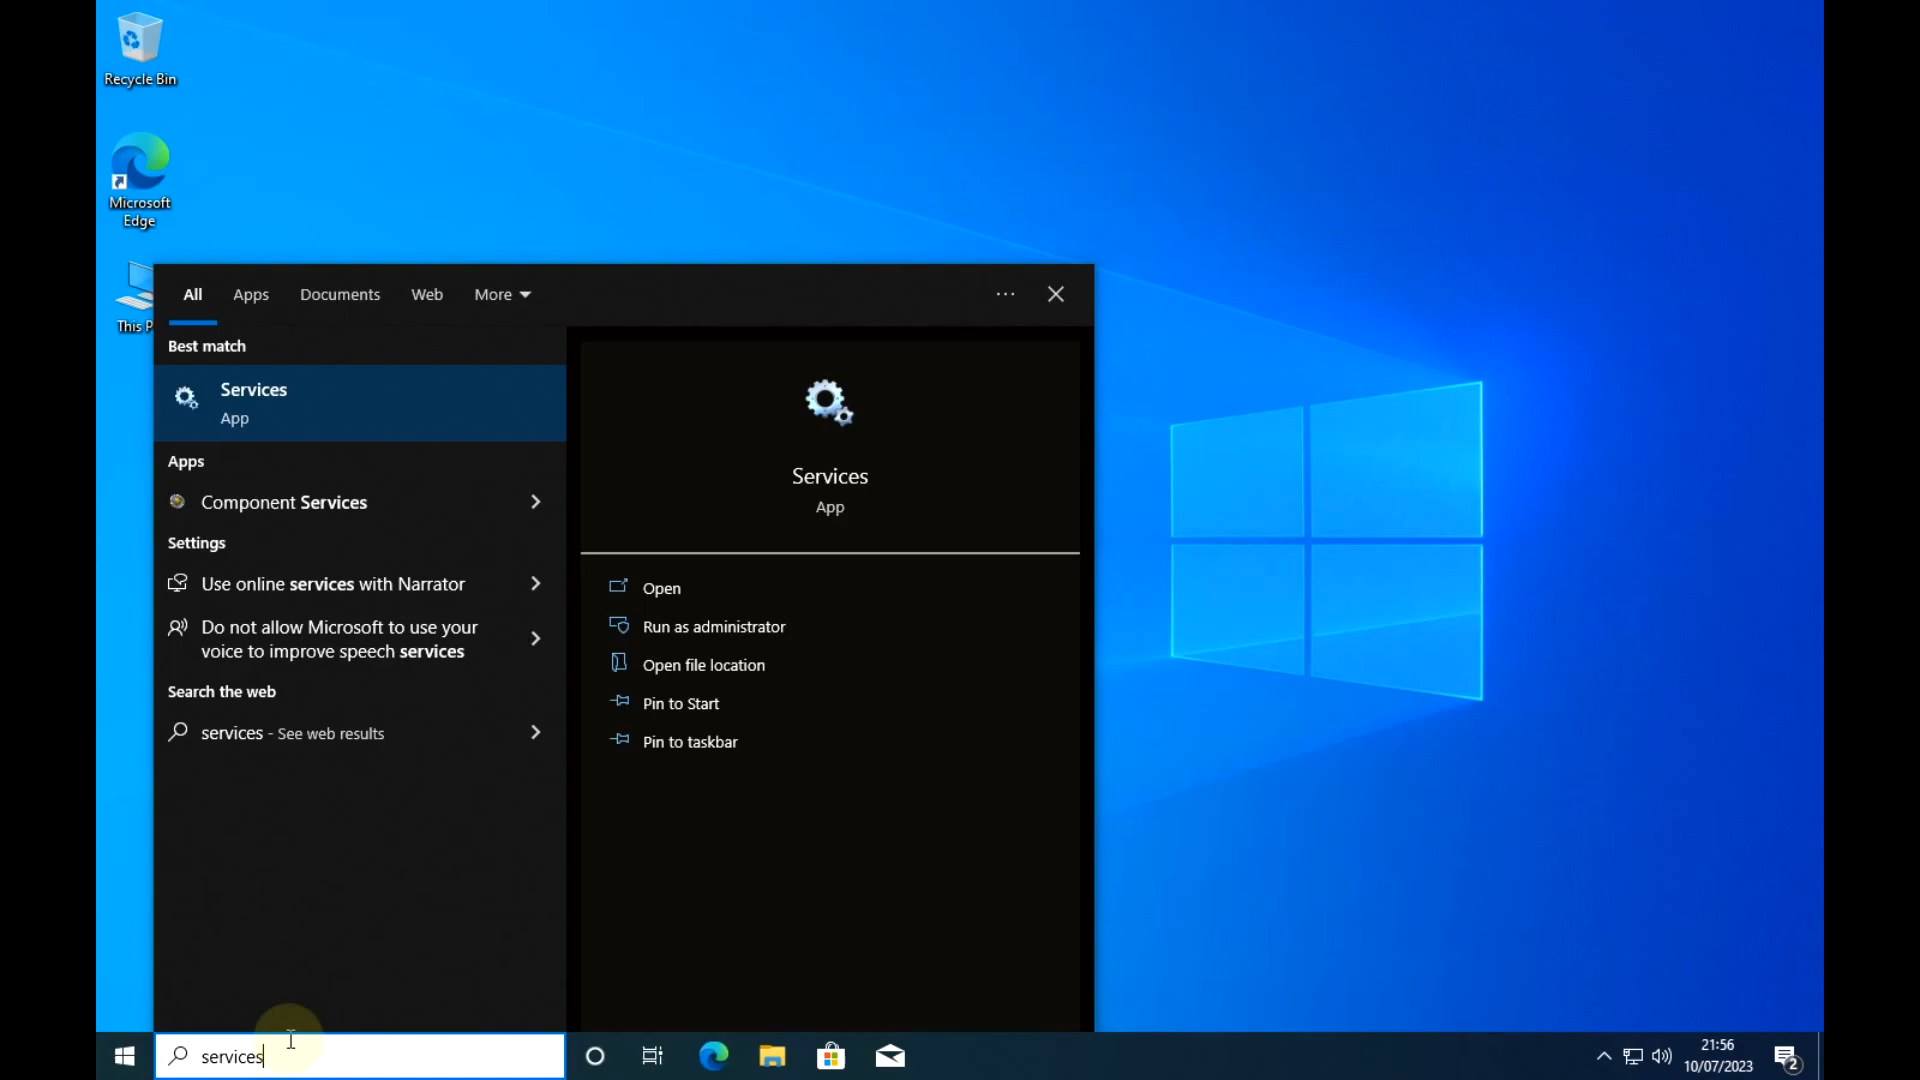 Recycle Bin
Microsoft
Edge
This P
All Apps Documents Web More
Best match
Services
App
Apps
Component Services
Settings
Use online services with Narrator
Do not allow Microsoft to use your
voice to improve speech services
Search the web
services - See web results
Services
App
Open
Run as administrator
Open file location
Pin to Start
Pin to taskbar
services
21:56
10/07/2023
2